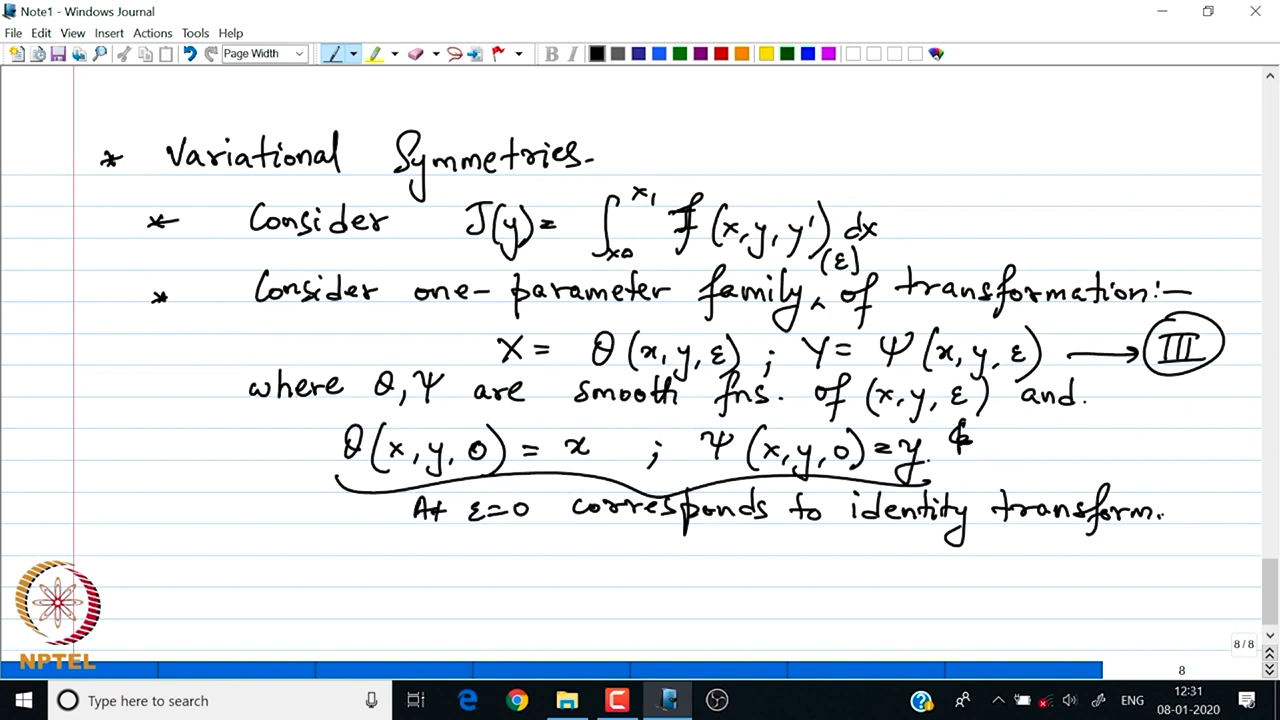 Note1 - Windows Journal
File Edit View Insert Actions Tools Help
Page Width
B I
* Variational Symmetries.
* Consider J(y) = ∫_{x0}^{x1} f (x, y, y') dx
* Consider one-parameter family ‸(ε) of transformation:-
X = θ(x, y, ε) ; Y = Ψ(x, y, ε) → III
where θ, Ψ are smooth fns. of (x, y, ε) and.
θ(x, y, 0) = x ; Ψ(x, y, 0) = y.
At ε=0 corresponds to identity transform.
NPTEL
8/8
8
Type here to search
ENG
12:31
08-01-2020